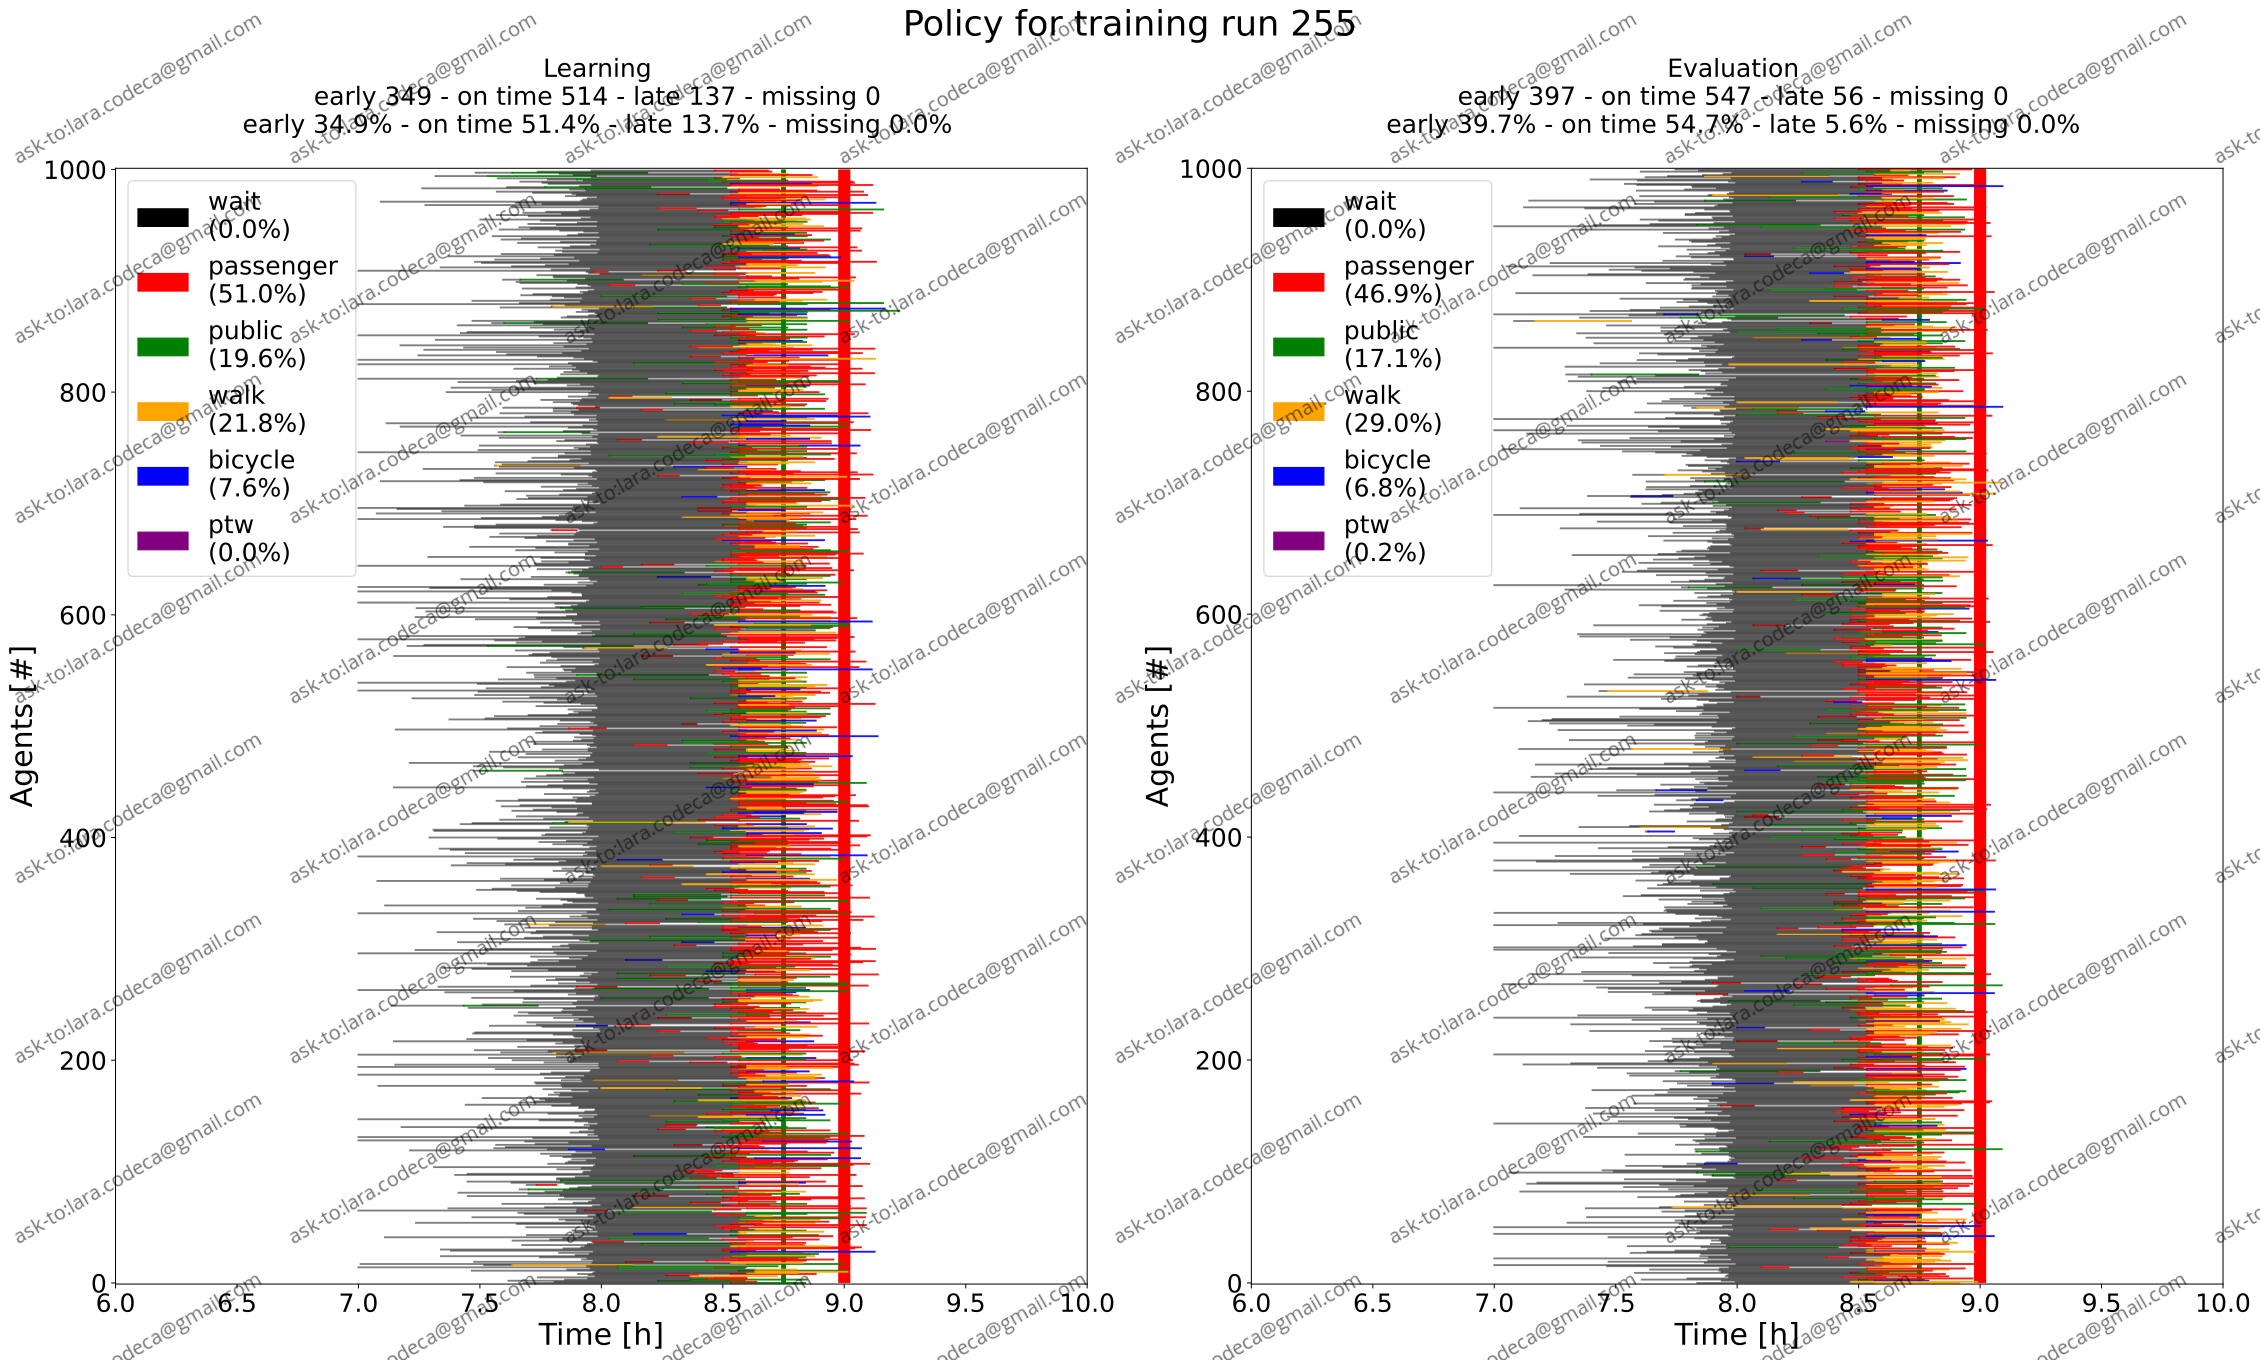 Policy for training run 255
Learning
early 349 - on time 514 - late 137 - missing 0
early 34.9% - on time 51.4% - late 13.7% - missing 0.0%
1000
800
600
400
200
0
Agents [#]
wait
(0.0%)
passenger
(51.0%)
public
(19.6%)
walk
(21.8%)
bicycle
(7.6%)
ptw
(0.0%)
6.0 6.5 7.0 7.5 8.0 8.5 9.0 9.5 10.0
Time [h]
Evaluation
early 397 - on time 547 - late 56 - missing 0
early 39.7% - on time 54.7% - late 5.6% - missing 0.0%
1000
800
600
400
200
0
Agents [#]
wait
(0.0%)
passenger
(46.9%)
public
(17.1%)
walk
(29.0%)
bicycle
(6.8%)
ptw
(0.2%)
6.0 6.5 7.0 7.5 8.0 8.5 9.0 9.5 10.0
Time [h]
ask-to:lara.codeca@gmail.com